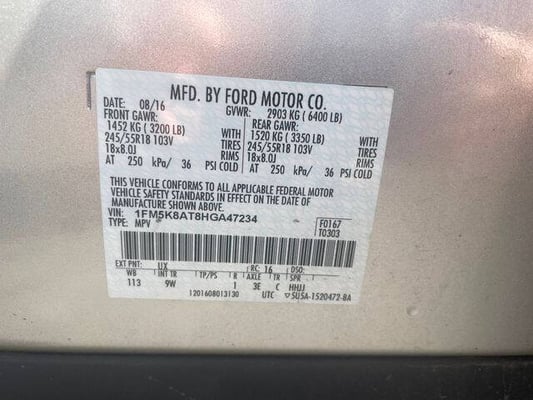 MFD. BY FORD MOTOR CO.
DATE: 08/16 GVWR: 2903 KG ( 6400 LB)
FRONT GAWR: REAR GAWR:
1452 KG ( 3200 LB) WITH 1520 KG ( 3350 LB) WITH
245/55R18 103V TIRES 245/55R18 103V TIRES
18x8.0J RIMS 18x8.0J RIMS
AT 250 kPa/ 36 PSI COLD AT 250 kPa/ 36 PSI COLD
THIS VEHICLE CONFORMS TO ALL APPLICABLE FEDERAL MOTOR
VEHICLE SAFETY STANDARDS IN EFFECT ON THE DATE OF
MANUFACTURE SHOWN ABOVE.
VIN: 1FM5K8AT8HGA47234 F0167
TYPE: MPV T0303
EXT PNT: UX RC: 16 DSO:
WB INT TR TP/PS R AXLE TR SPR
113 9W 1 3E C HHJJ
1201608013130 UTC ▽SU5A-1520472-BA